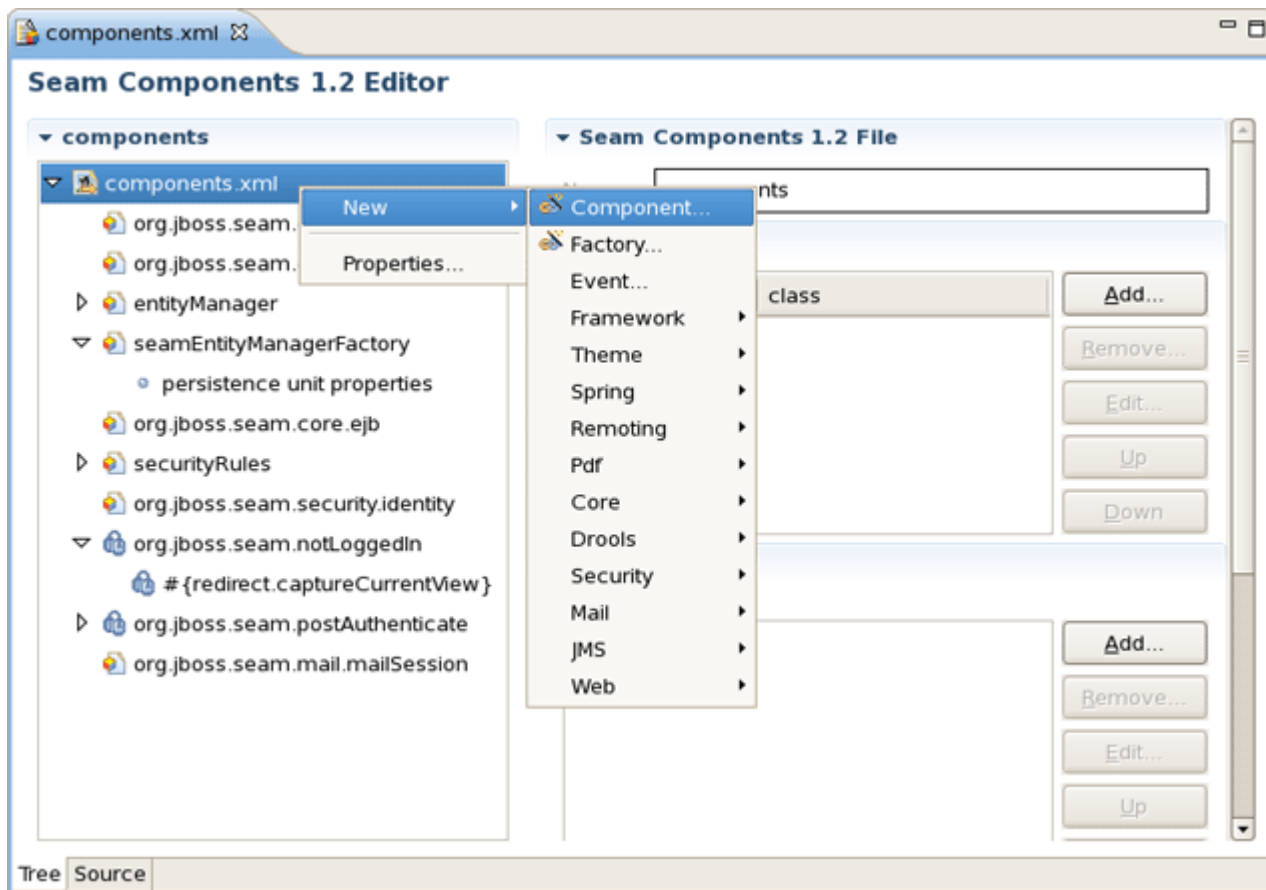 components.xml
Seam Components 1.2 Editor
components
components.xml
org.jboss.seam.
org.jboss.seam.
entityManager
seamEntityManagerFactory
persistence unit properties
org.jboss.seam.core.ejb
securityRules
org.jboss.seam.security.identity
org.jboss.seam.notLoggedIn
#{redirect.captureCurrentView}
org.jboss.seam.postAuthenticate
org.jboss.seam.mail.mailSession
New
Properties...
Component...
Factory...
Event...
Framework
Theme
Spring
Remoting
Pdf
Core
Drools
Security
Mail
JMS
Web
Seam Components 1.2 File
nts
class
Add...
Remove...
Edit...
Up
Down
Add...
Remove...
Edit...
Up
Tree
Source